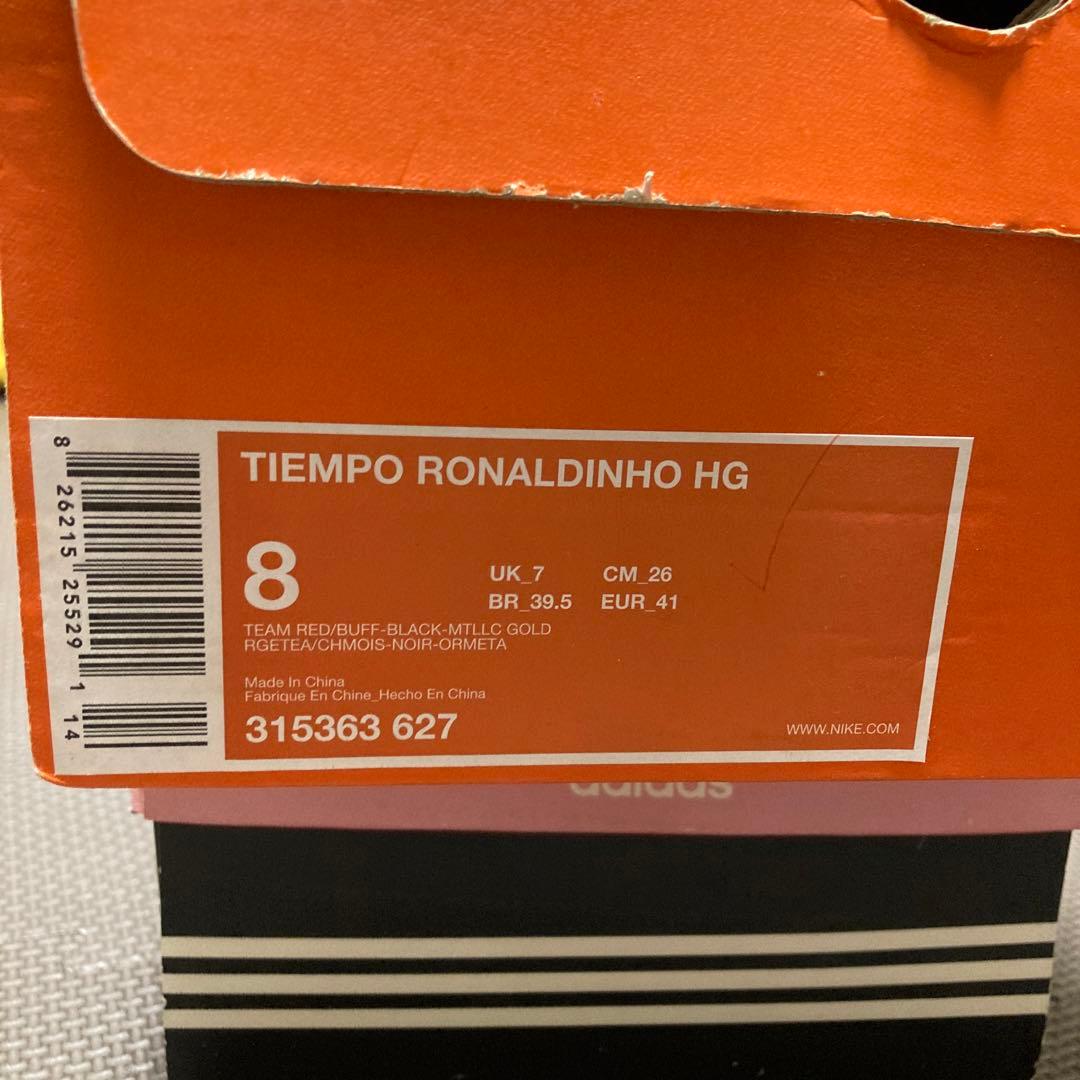 TIEMPO RONALDINHO HG
8
UK_7 CM_26
BR_39.5 EUR_41
TEAM RED/BUFF-BLACK-MTLLC GOLD
RGETEA/CHMOIS-NOIR-ORMETA
Made In China
Fabrique En Chine_Hecho En China
315363 627
WWW.NIKE.COM
8 26215 25529 1 14
adidas